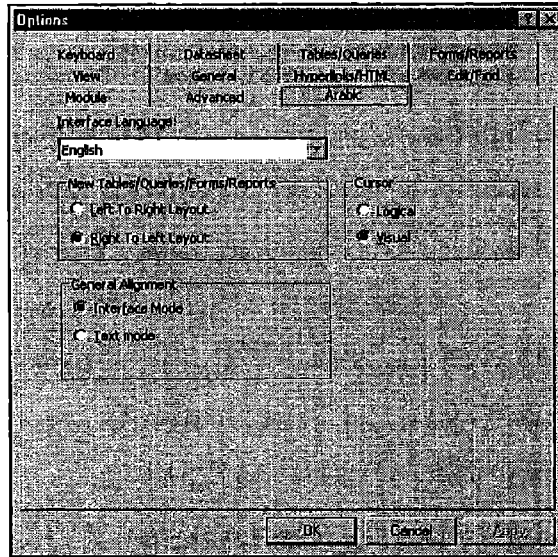 Options
Keyboard Datasheet Tables/Queries Forms/Reports
View General Hyperlinks/HTML Edit/Find
Module Advanced Arabic
Interface Language:
English
New Tables/Queries/Forms/Reports
Left To Right Layout
Right To Left Layout
Cursor
Logical
Visual
General Alignment
Interface Mode
Text mode
OK Cancel Apply